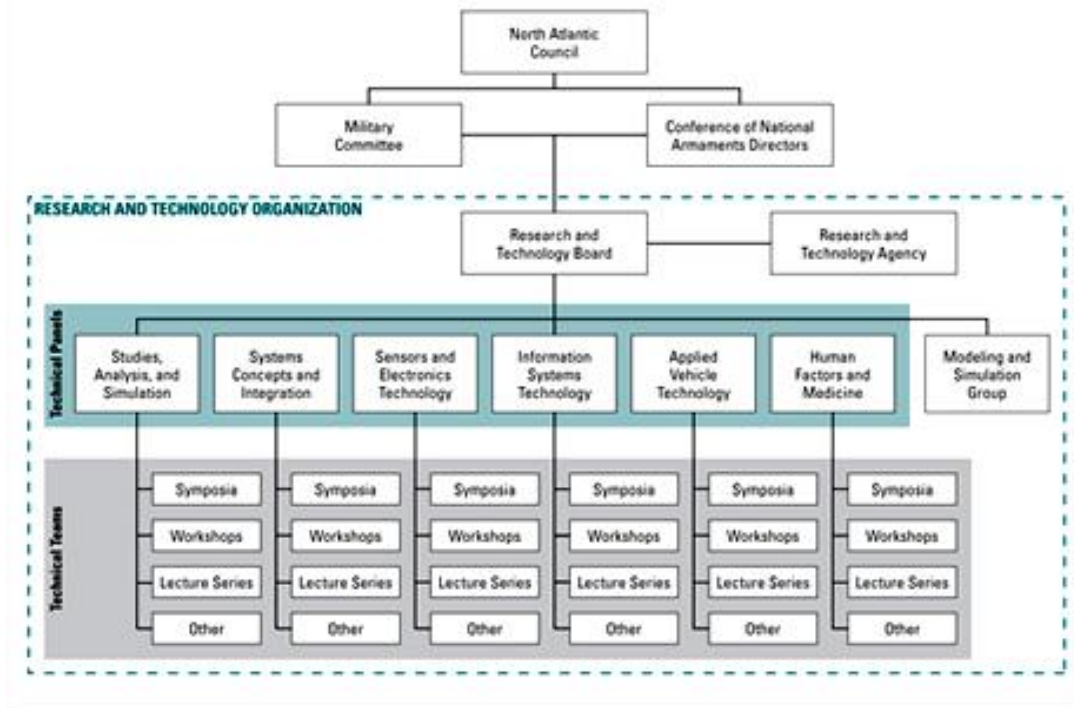 North Atlantic
Council
Military
Committee
Conference of National
Armaments Directors
RESEARCH AND TECHNOLOGY ORGANIZATION
Research and
Technology Board
Research and
Technology Agency
Technical Panels
Studies,
Analysis, and
Simulation
Systems
Concepts and
Integration
Sensors and
Electronics
Technology
Information
Systems
Technology
Applied
Vehicle
Technology
Human
Factors and
Medicine
Modeling and
Simulation
Group
Technical Teams
Symposia
Workshops
Lecture Series
Other
Symposia
Workshops
Lecture Series
Other
Symposia
Workshops
Lecture Series
Other
Symposia
Workshops
Lecture Series
Other
Symposia
Workshops
Lecture Series
Other
Symposia
Workshops
Lecture Series
Other